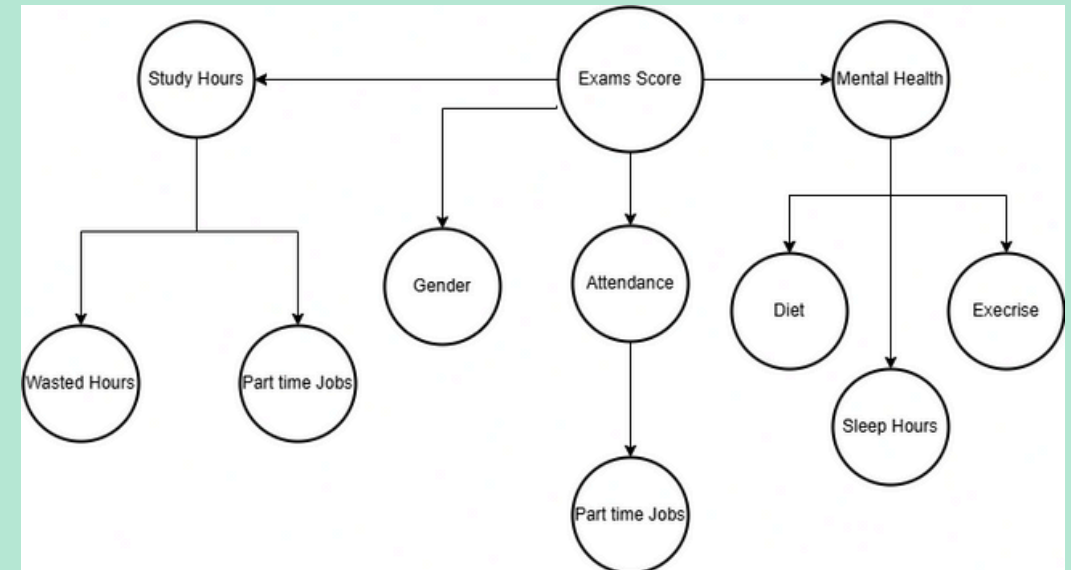 Study Hours
Exams Score
Mental Health
Gender
Attendance
Diet
Execrise
Wasted Hours
Part time Jobs
Sleep Hours
Part time Jobs